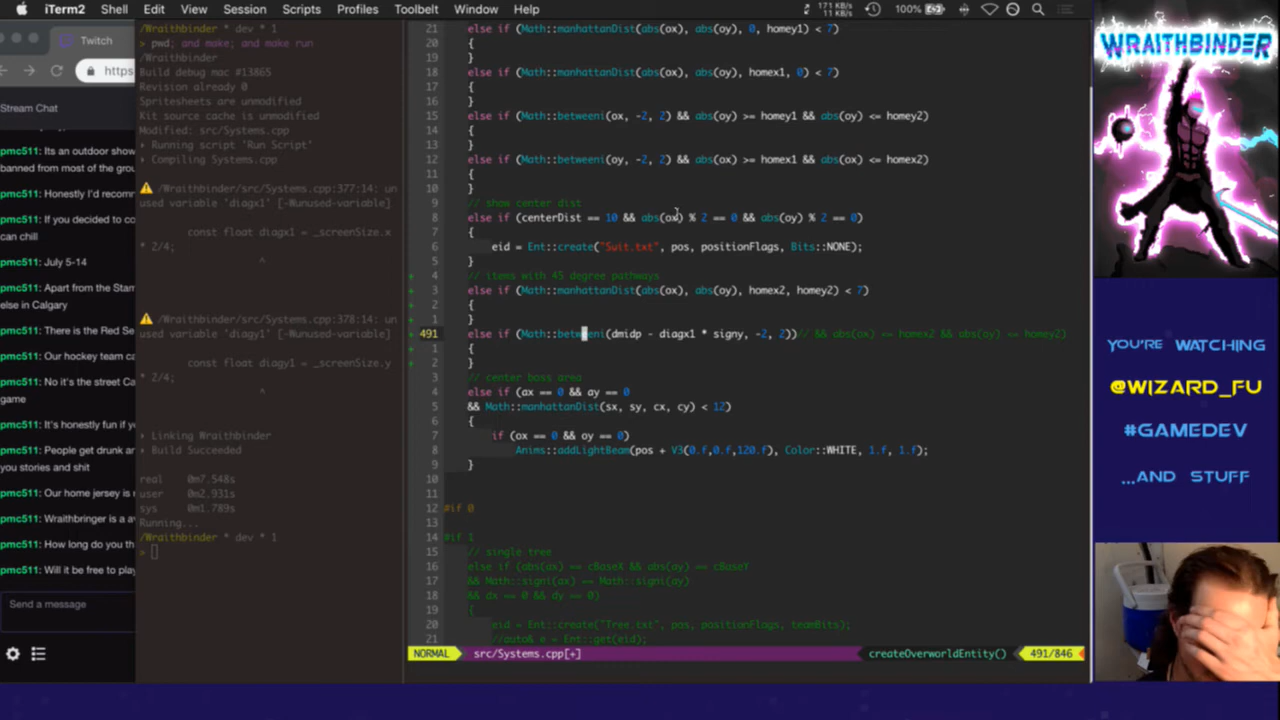 iTerm2 Shell Edit View Session Scripts Profiles Toolbelt Window Help
171 KB/s
11 KB/s
100%
Twitch
https
Stream Chat
pmc511: Its an outdoor show
banned from most of the grou
pmc511: Honestly I'd recomm
pmc511: If you decided to co
can chill
pmc511: July 5-14
pmc511: Apart from the Stam
else in Calgary
pmc511: There is the Red Se
pmc511: Our hockey team ca
pmc511: No it's the street Ca
game
pmc511: It's honestly fun if yo
pmc511: People get drunk an
you stories and shit
pmc511: Our home jersey is r
pmc511: Wraithbringer is a aw
pmc511: How long do you th
pmc511: Will it be free to play
Send a message
/Wraithbinder * dev * 1
> pwd; and make; and make run
/Wraithbinder
Build debug mac #13865
Revision already 0
Spritesheets are unmodified
Kit source cache is unmodified
Modified: src/Systems.cpp
› Running script 'Run Script'
› Compiling Systems.cpp
/Wraithbinder/src/Systems.cpp:377:14: un
used variable 'diagx1' [-Wunused-variable]
const float diagx1 = _screenSize.x
* 2/4;
^
/Wraithbinder/src/Systems.cpp:378:14: un
used variable 'diagy1' [-Wunused-variable]
const float diagy1 = _screenSize.y
* 2/4;
^
› Linking Wraithbinder
› Build Succeeded
real 0m7.548s
user 0m2.931s
sys 0m1.789s
Running...
/Wraithbinder * dev * 1
>
21 else if (Math::manhattanDist(abs(ox), abs(oy), 0, homey1) < 7)
20 {
19 }
18 else if (Math::manhattanDist(abs(ox), abs(oy), homex1, 0) < 7)
17 {
16 }
15 else if (Math::betweeni(ox, -2, 2) && abs(oy) >= homey1 && abs(oy) <= homey2)
14 {
13 }
12 else if (Math::betweeni(oy, -2, 2) && abs(ox) >= homex1 && abs(ox) <= homex2)
11 {
10 }
9 // show center dist
8 else if (centerDist == 10 && abs(ox) % 2 == 0 && abs(oy) % 2 == 0)
7 {
6 eid = Ent::create("Suit.txt", pos, positionFlags, Bits::NONE);
5 }
4 // items with 45 degree pathways
3 else if (Math::manhattanDist(abs(ox), abs(oy), homex2, homey2) < 7)
2 {
1 }
491 else if (Math::betweeni(dmidp - diagx1 * signy, -2, 2))// && abs(ox) <= homex2 && abs(oy) <= homey2)
1 {
2 }
3 // center boss area
4 else if (ax == 0 && ay == 0
5 && Math::manhattanDist(sx, sy, cx, cy) < 12)
6 {
7 if (ox == 0 && oy == 0)
8 Anims::addLightBeam(pos + V3(0.f,0.f,120.f), Color::WHITE, 1.f, 1.f);
9 }
10
11
12 #if 0
13
14 #if 1
15 // single tree
16 else if (abs(ax) == cBaseX && abs(ay) == cBaseY
17 && Math::signi(ax) == Math::signi(ay)
18 && dx == 0 && dy == 0)
19 {
20 eid = Ent::create("Tree.txt", pos, positionFlags, teamBits);
21 //auto& e = Ent::get(eid);
NORMAL src/Systems.cpp[+] createOverworldEntity() 491/846
WRAITHBINDER
YOU'RE WATCHING
@WIZARD_FU
#GAMEDEV
...AND STUFF